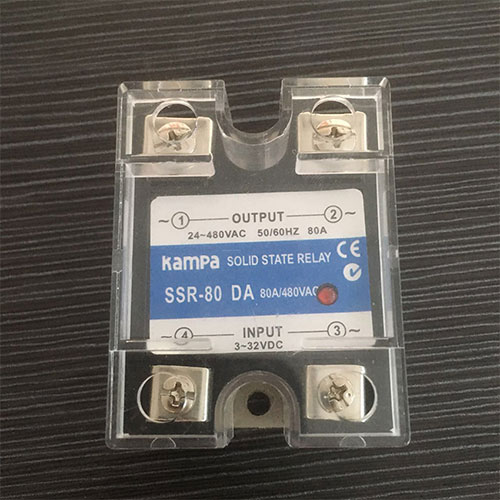 ~① OUTPUT ②~
24~480VAC 50/60HZ 80A
Kampa SOLID STATE RELAY CE
SSR-80 DA 80A/480VAC
④ INPUT ③
3~32VDC